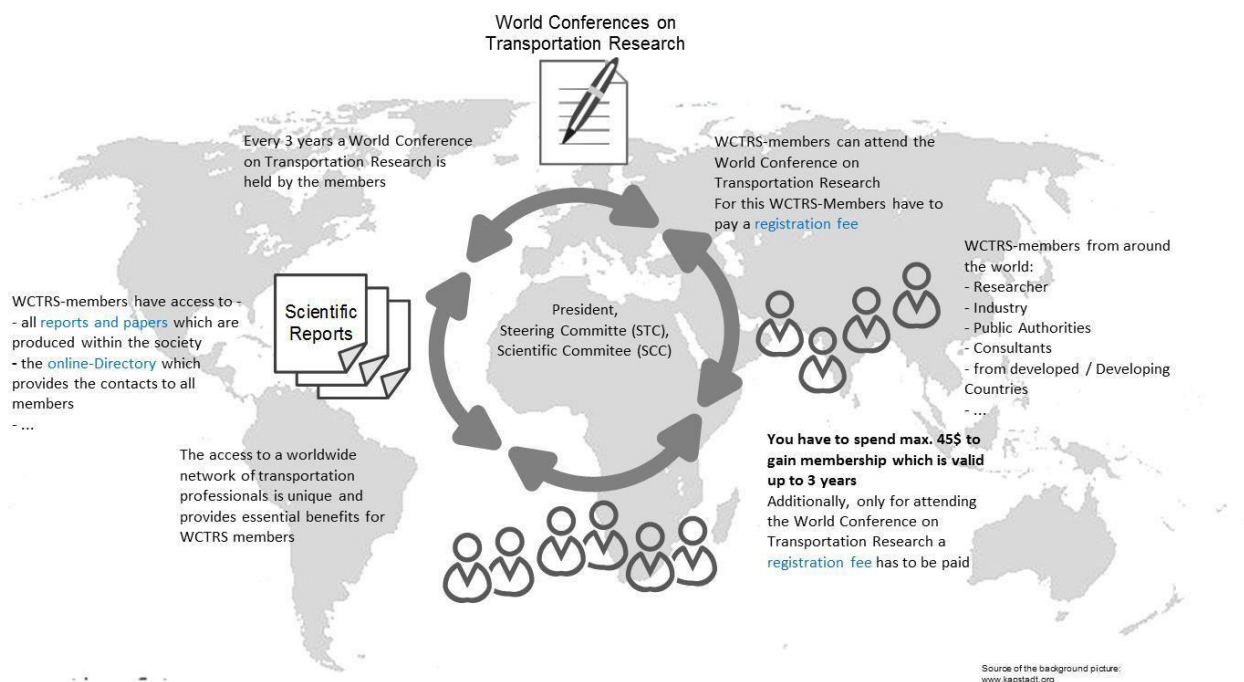 World Conferences on
Transportation Research
Every 3 years a World Conference
on Transportation Research is
held by the members
WCTRS-members can attend the
World Conference on
Transportation Research
For this WCTRS-Members have to
pay a registration fee
WCTRS-members from around
the world:
- Researcher
- Industry
- Public Authorities
- Consultants
- from developed / Developing
Countries
- ...
WCTRS-members have access to -
- all reports and papers which are
produced within the society
- the online-Directory which
provides the contacts to all
members
- ...
Scientific
Reports
President,
Steering Committe (STC),
Scientific Commitee (SCC)
The access to a worldwide
network of transportation
professionals is unique and
provides essential benefits for
WCTRS members
You have to spend max. 45$ to
gain membership which is valid
up to 3 years
Additionally, only for attending
the World Conference on
Transportation Research a
registration fee has to be paid
Source of the background picture:
www.kapstadt.org